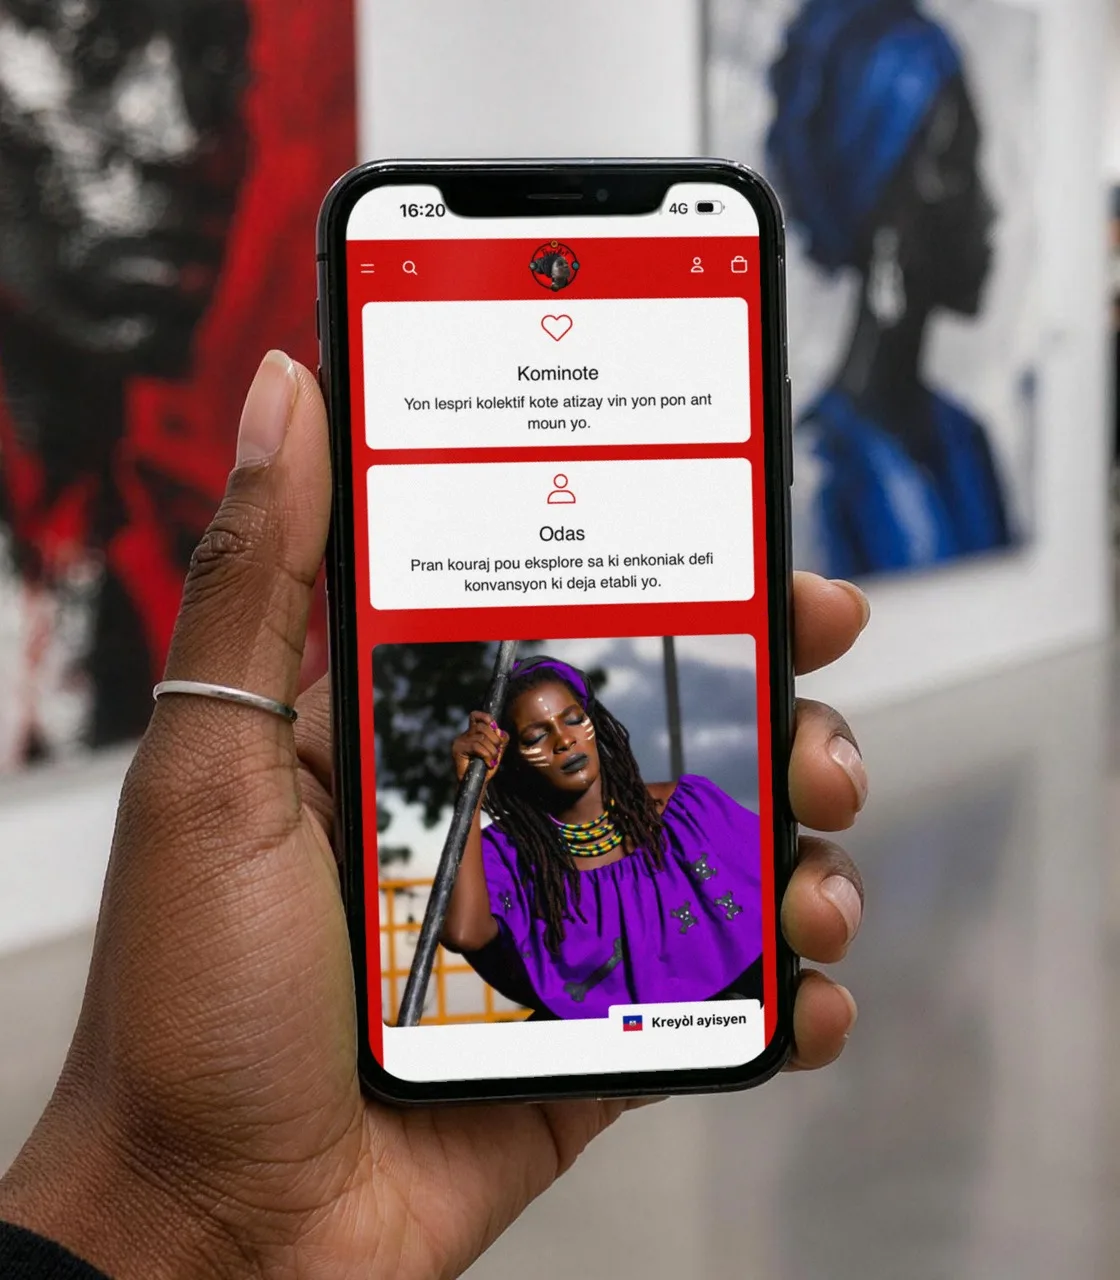 16:20
4G
Kominote
Yon lespri kolektif kote atizay vin yon pon ant
moun yo.
Odas
Pran kouraj pou eksplore sa ki enkoniak defi
konvansyon ki deja etabli yo.
Kreyòl ayisyen